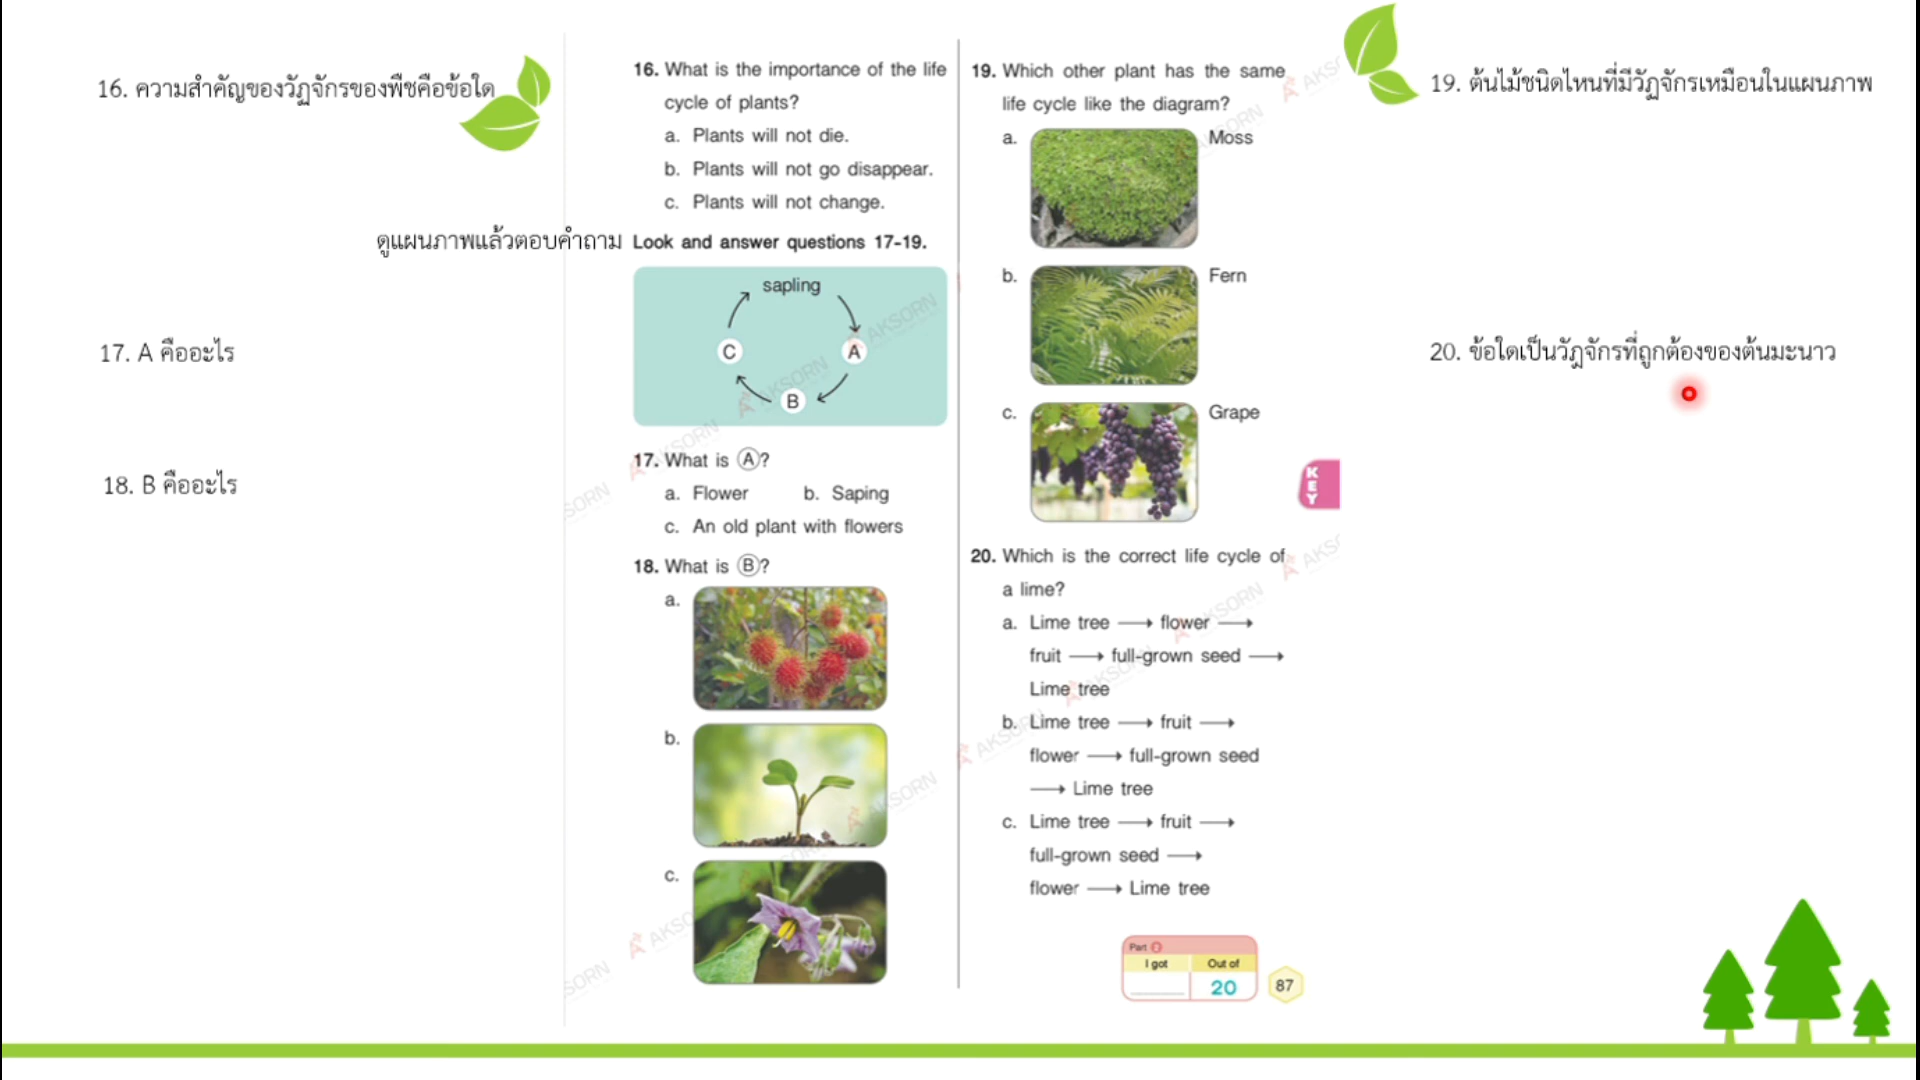 16. ความสำคัญของวัฏจักรของพืชคือข้อใด
ดูแผนภาพแล้วตอบคำถาม
17. A คืออะไร
18. B คืออะไร
16. What is the importance of the life
cycle of plants?
a. Plants will not die.
b. Plants will not go disappear.
c. Plants will not change.
Look and answer questions 17-19.
sapling
C
A
B
17. What is Ⓐ?
a. Flower b. Saping
c. An old plant with flowers
18. What is Ⓑ?
a.
b.
c.
19. Which other plant has the same
life cycle like the diagram?
a. Moss
b. Fern
c. Grape
20. Which is the correct life cycle of
a lime?
a. Lime tree ⟶ flower ⟶
fruit ⟶ full-grown seed ⟶
Lime tree
b. Lime tree ⟶ fruit ⟶
flower ⟶ full-grown seed
⟶ Lime tree
c. Lime tree ⟶ fruit ⟶
full-grown seed ⟶
flower ⟶ Lime tree
Part 2
I got Out of
20
87
KEY
AKSORN
19. ต้นไม้ชนิดไหนที่มีวัฏจักรเหมือนในแผนภาพ
20. ข้อใดเป็นวัฎจักรที่ถูกต้องของต้นมะนาว